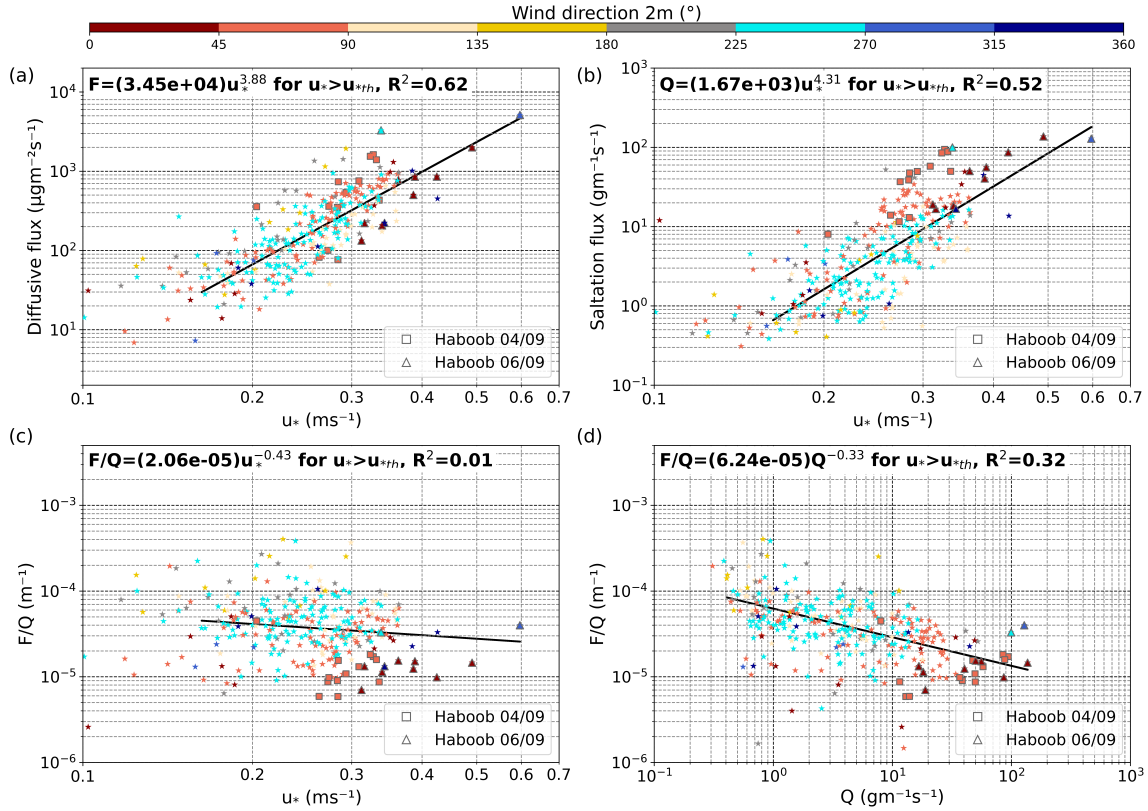 Wind direction 2m (°)
0 45 90 135 180 225 270 315 360
(a)
F=(3.45e+04)u*^3.88 for u*>u*th, R²=0.62
Diffusive flux (μgm⁻²s⁻¹)
10⁴
10³
10²
10¹
Haboob 04/09
Haboob 06/09
0.1 0.2 0.3 0.4 0.5 0.6 0.7
u* (ms⁻¹)
(b)
Q=(1.67e+03)u*^4.31 for u*>u*th, R²=0.52
Saltation flux (gm⁻¹s⁻¹)
10³
10²
10¹
10⁰
10⁻¹
Haboob 04/09
Haboob 06/09
0.1 0.2 0.3 0.4 0.5 0.6 0.7
u* (ms⁻¹)
(c)
F/Q=(2.06e-05)u*^−0.43 for u*>u*th, R²=0.01
F/Q (m⁻¹)
10⁻³
10⁻⁴
10⁻⁵
10⁻⁶
Haboob 04/09
Haboob 06/09
0.1 0.2 0.3 0.4 0.5 0.6 0.7
u* (ms⁻¹)
(d)
F/Q=(6.24e-05)Q^−0.33 for u*>u*th, R²=0.32
F/Q (m⁻¹)
10⁻³
10⁻⁴
10⁻⁵
10⁻⁶
Haboob 04/09
Haboob 06/09
10⁻¹ 10⁰ 10¹ 10² 10³
Q (gm⁻¹s⁻¹)